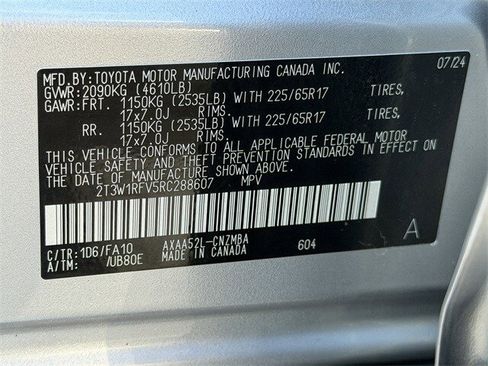 MFD. BY:TOYOTA MOTOR MANUFACTURING CANADA INC. 07/24
GVWR: 2090KG (4610LB)
GAWR: FRT. 1150KG (2535LB) WITH 225/65R17 TIRES,
17x7.0J RIMS,
RR. 1150KG (2535LB) WITH 225/65R17 TIRES,
17x7.0J RIMS.
THIS VEHICLE CONFORMS TO ALL APPLICABLE FEDERAL MOTOR
VEHICLE SAFETY AND THEFT PREVENTION STANDARDS IN EFFECT
ON THE DATE OF MANUFACTURE SHOWN ABOVE.
2T3W1RFV5RC288607 MPV
C/TR: 1D6/FA10 AXAA52L-CNZMBA 604 A
A/TM: /UB80E MADE IN CANADA